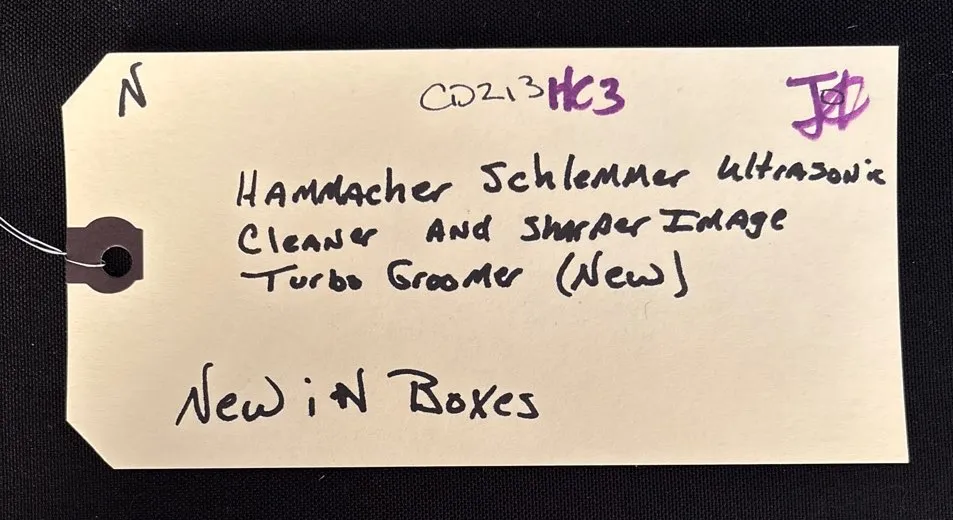 N
CD213 HC3
Hammacher Schlemmer Ultrasonic
Cleaner And Sharper Image
Turbo Groomer (New)
New in Boxes